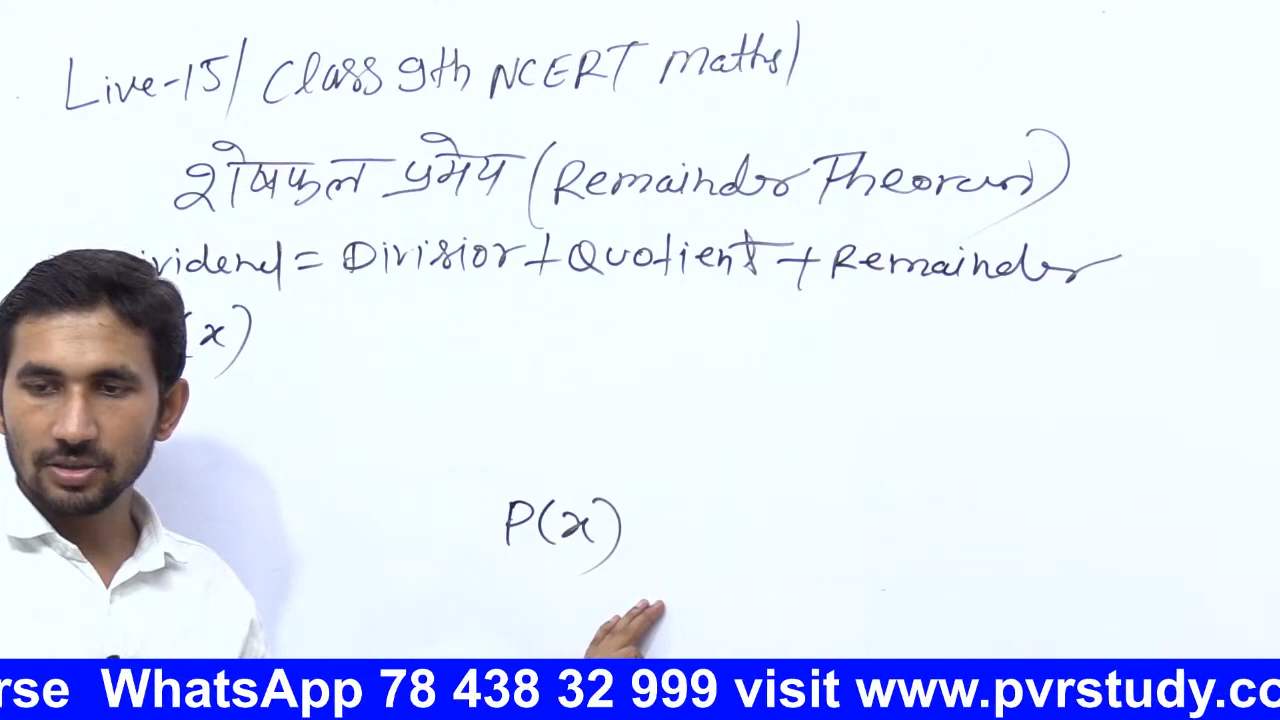 Live-15/ Class 9th NCERT Maths/
शेषफल प्रमेय (Remainder Theorem)
ividend = Divisior + Quotient + Remainder
(x)
P(x)
rse WhatsApp 78 438 32 999 visit www.pvrstudy.co